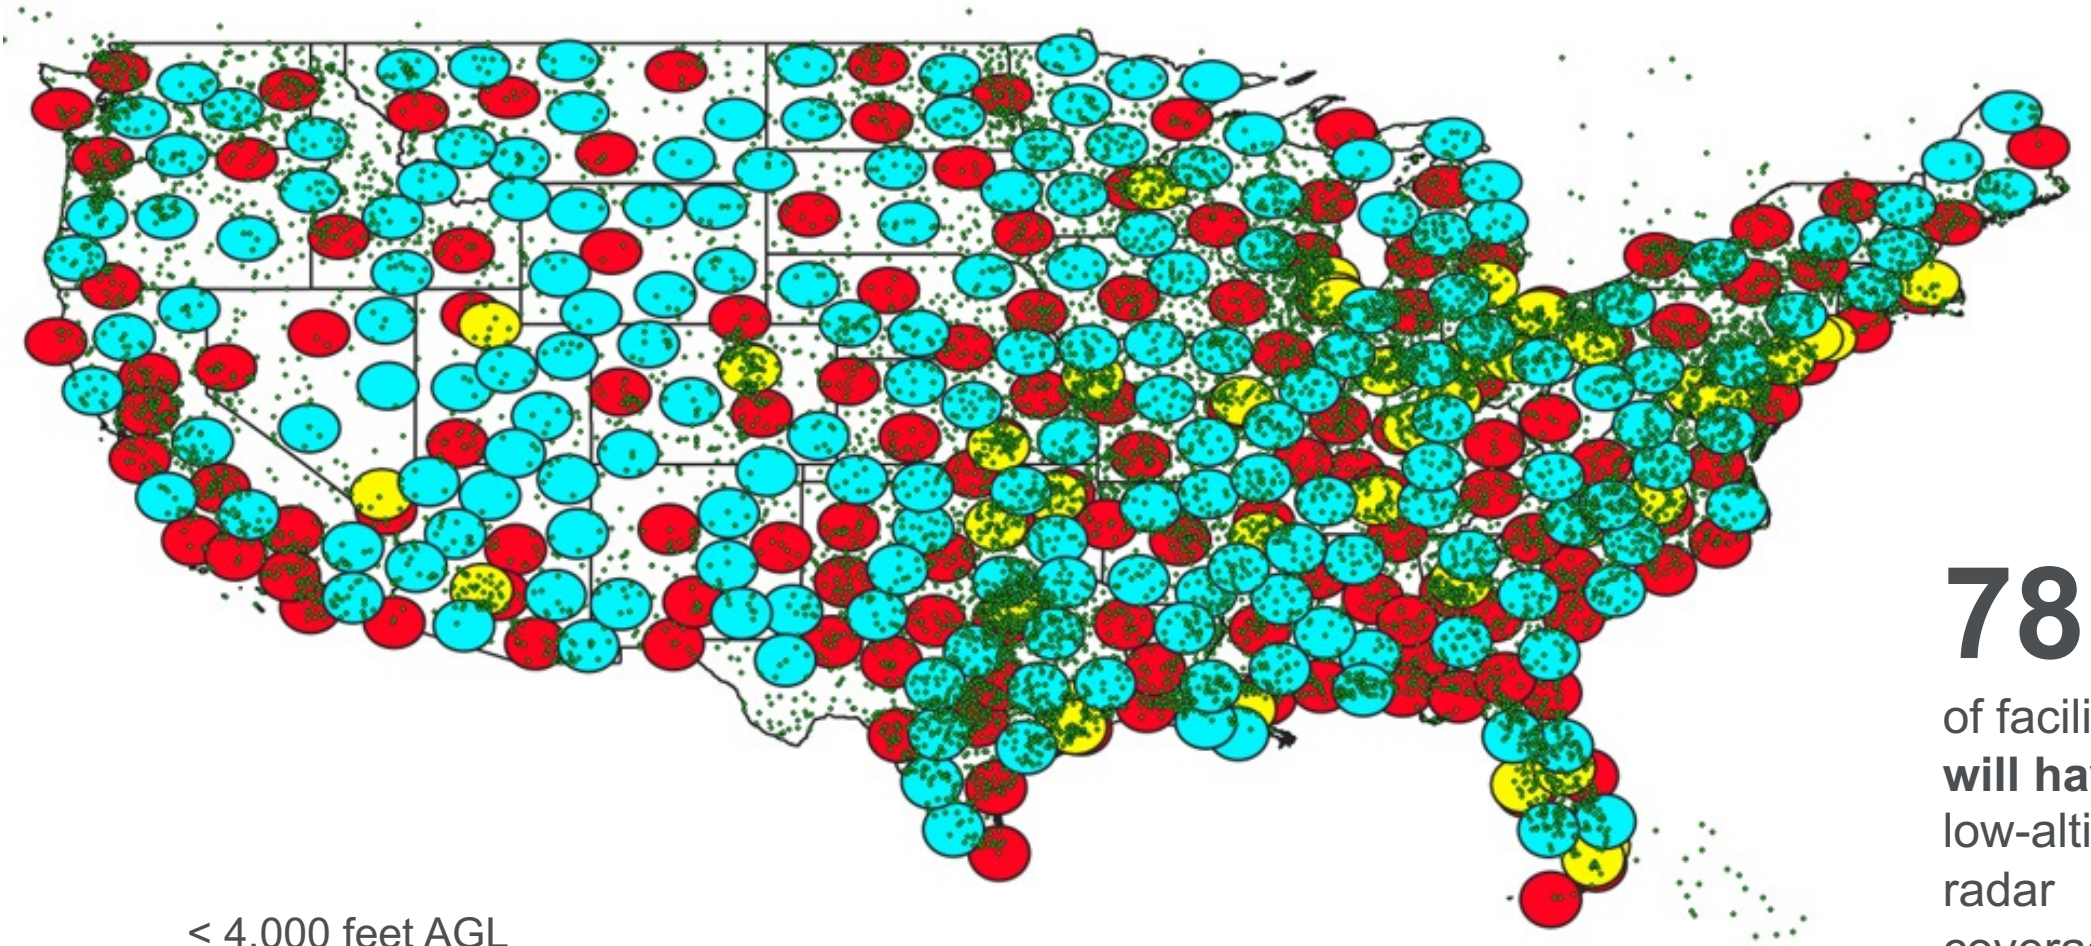 78
of facili
will ha
low-alti
radar
< 4,000 feet AGL